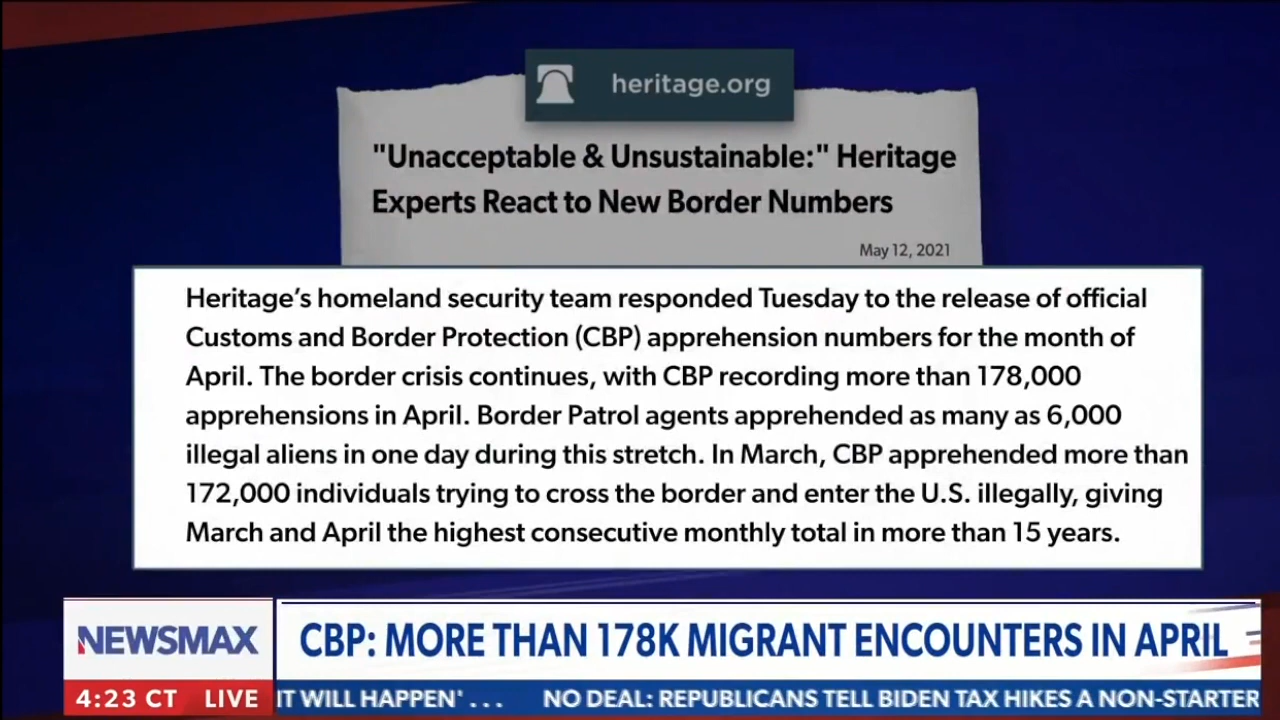 heritage.org
"Unacceptable & Unsustainable:" Heritage
Experts React to New Border Numbers
May 12, 2021
Heritage’s homeland security team responded Tuesday to the release of official
Customs and Border Protection (CBP) apprehension numbers for the month of
April. The border crisis continues, with CBP recording more than 178,000
apprehensions in April. Border Patrol agents apprehended as many as 6,000
illegal aliens in one day during this stretch. In March, CBP apprehended more than
172,000 individuals trying to cross the border and enter the U.S. illegally, giving
March and April the highest consecutive monthly total in more than 15 years.
NEWSMAX
CBP: MORE THAN 178K MIGRANT ENCOUNTERS IN APRIL
4:23 CT LIVE
IT WILL HAPPEN' . . . NO DEAL: REPUBLICANS TELL BIDEN TAX HIKES A NON-STARTER